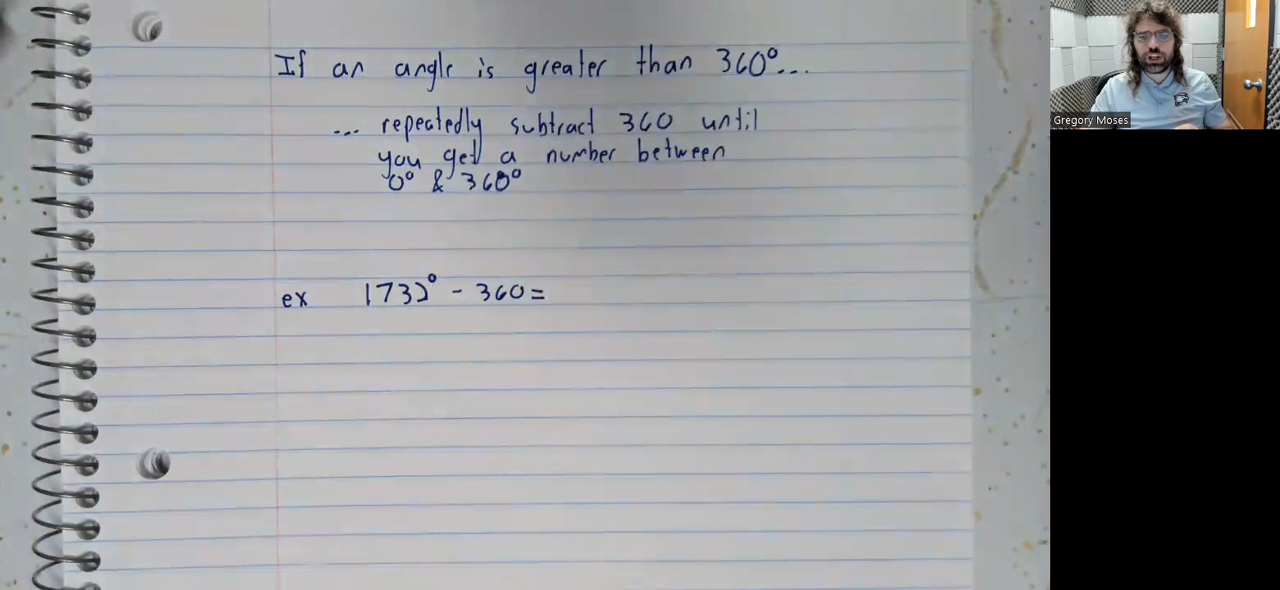 If an angle is greater than 360°...
... repeatedly subtract 360 until
you get a number between
0° & 360°
ex 1732° - 360 =
Gregory Moses